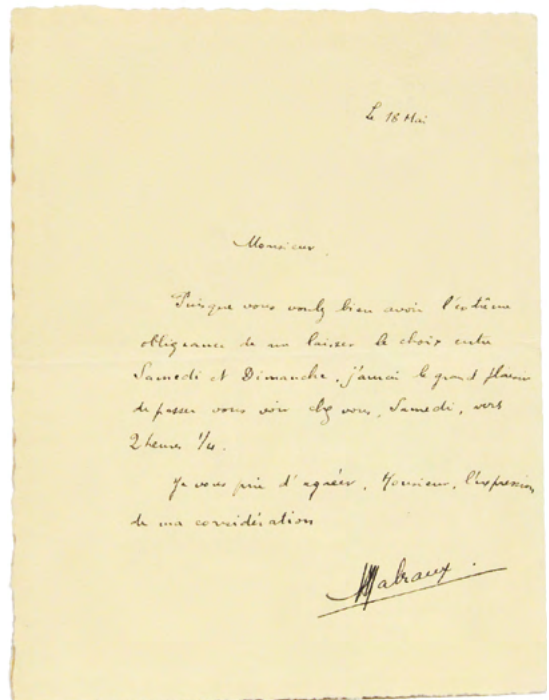 Le 18 Mai
Monsieur,
Puisque vous voulez bien avoir l'extrême
obligeance de me laisser le choix entre
Samedi et Dimanche, j'aurai le grand plaisir
de passer vous voir chez vous, Samedi, vers
2 heures 1/4.
Je vous prie d'agréer, Monsieur, l'expression
de ma considération
AMalraux.